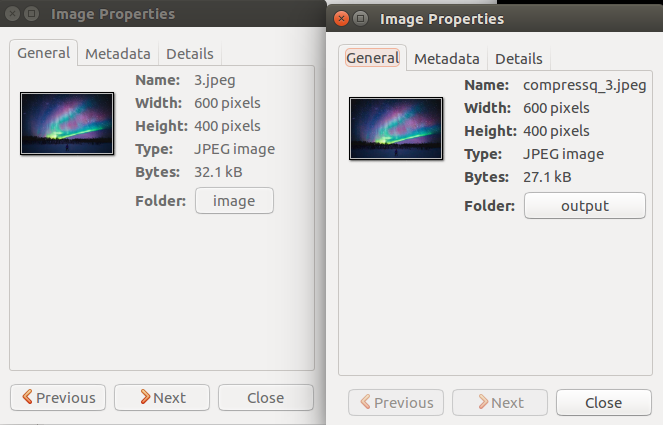 Image Properties
General Metadata Details
Name: 3.jpeg
Width: 600 pixels
Height: 400 pixels
Type: JPEG image
Bytes: 32.1 kB
Folder: image
Previous Next Close
Image Properties
General Metadata Details
Name: compressq_3.jpeg
Width: 600 pixels
Height: 400 pixels
Type: JPEG image
Bytes: 27.1 kB
Folder: output
Previous Next Close